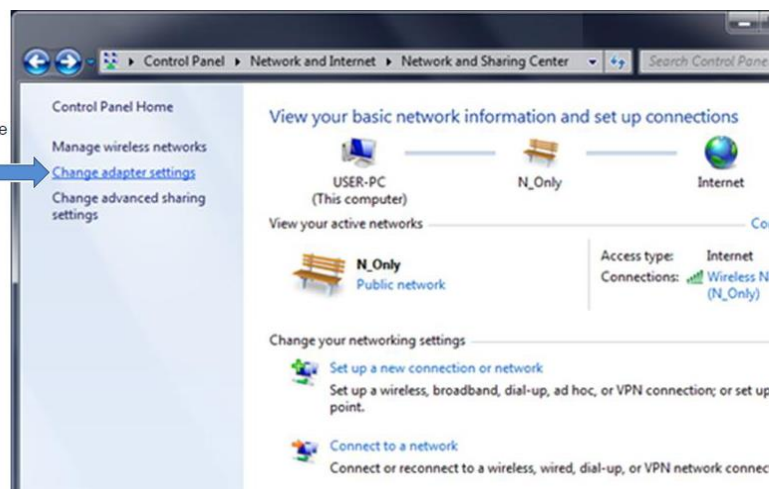 Control Panel Network and Internet Network and Sharing Center Search Control Pane
Control Panel Home
e
Manage wireless networks
Change adapter settings
Change advanced sharing
settings
View your basic network information and set up connections
USER-PC
(This computer)
N_Only
Internet
View your active networks
Co
N_Only
Public network
Access type: Internet
Connections: Wireless N
(N_Only)
Change your networking settings
Set up a new connection or network
Set up a wireless, broadband, dial-up, ad hoc, or VPN connection; or set up
point.
Connect to a network
Connect or reconnect to a wireless, wired, dial-up, or VPN network connect